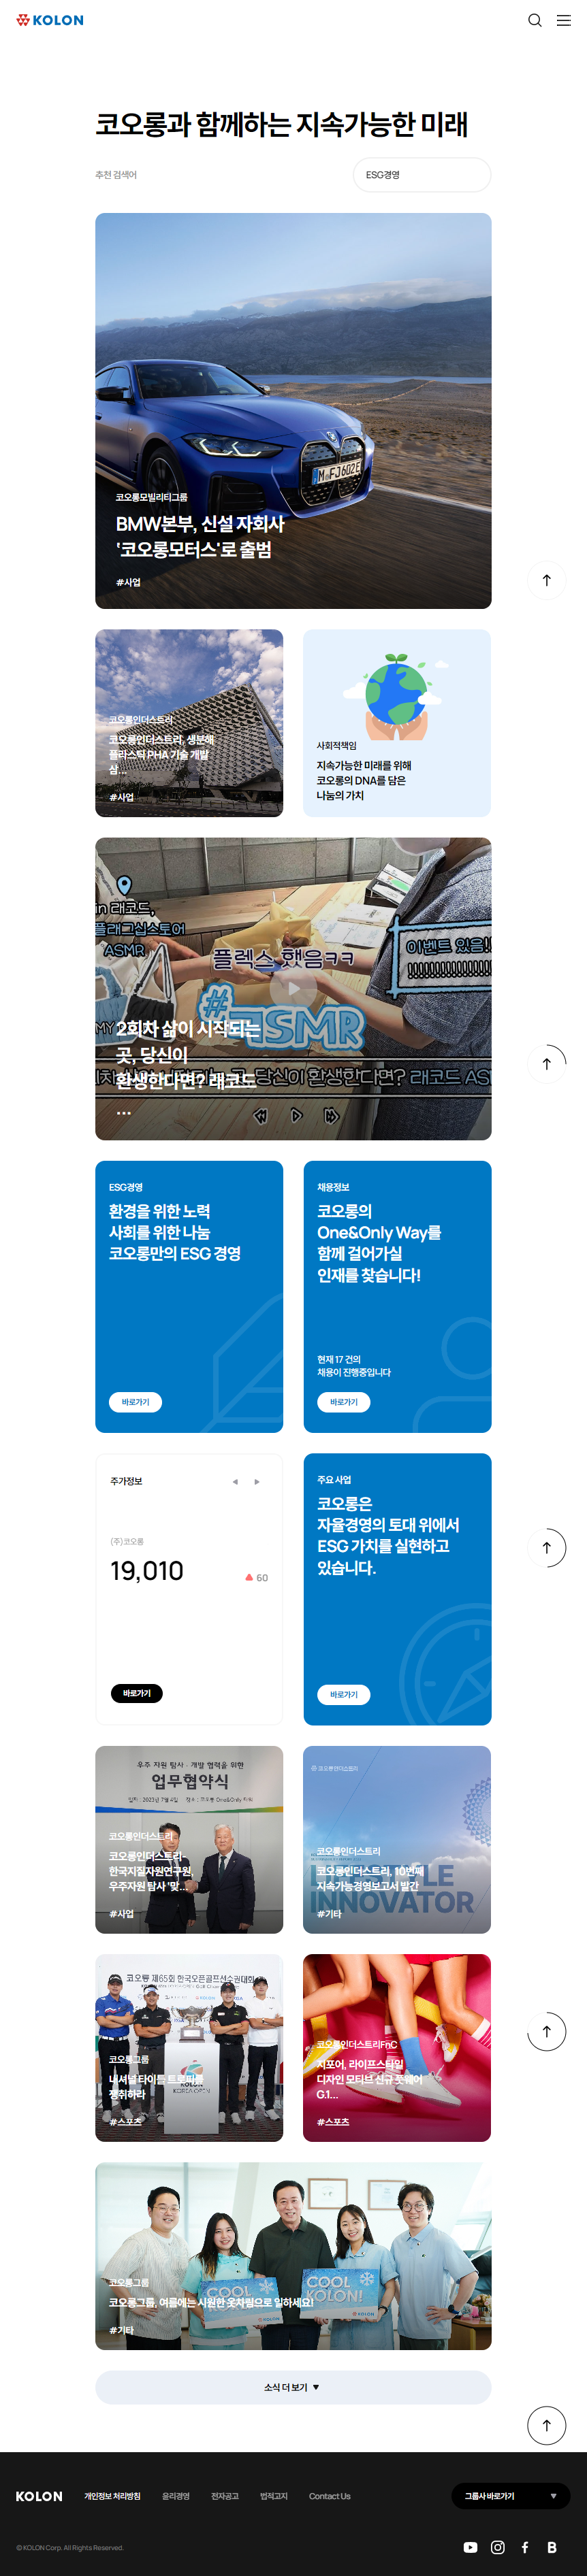 KOLON
코오롱과 함께하는 지속가능한 미래
추천 검색어
ESG경영
코오롱모빌리티그룹
BMW본부, 신설 자회사
‘코오롱모터스’로 출범
#사업
코오롱인더스트리
코오롱인더스트리, 생분해
플라스틱 PHA 기술 개발
삼...
#사업
사회적책임
지속가능한 미래를 위해
코오롱의 DNA를 담은
나눔의 가치
in 래코드,
플래그십스토어
ASMR
플렉스 했음ㅋㅋ
이벤트 있음!!
#ASMR
2회차 삶이 시작되는
곳, 당신이
환생한다면? 래코드
...
당신이 환생한다면? 래코드 AS
ESG경영
환경을 위한 노력
사회를 위한 나눔
코오롱만의 ESG 경영
바로가기
채용정보
코오롱의
One&Only Way를
함께 걸어가실
인재를 찾습니다!
현재 17 건의
채용이 진행중입니다
바로가기
주가정보
(주)코오롱
19,010
60
바로가기
주요 사업
코오롱은
자율경영의 토대 위에서
ESG 가치를 실현하고
있습니다.
바로가기
우주 자원 탐사 · 개발 협력을 위한
업무협약식
일자 : 2023년 7월 4일 장소 : 코오롱 One&Only 타워
코오롱인더스트리
코오롱인더스트리-
한국지질자원연구원,
우주자원 탐사 '맞...
#사업
코오롱인더스트리
코오롱인더스트리
코오롱인더스트리, 10번째
지속가능경영보고서 발간
INNOVATOR
#기타
코오롱 제65회 한국오픈골프선수권대회
KOREA OPEN
코오롱그룹
내셔널 타이틀 트로피를
쟁취하라
#스포츠
코오롱인더스트리FnC
지포어, 라이프스타일
디자인 모티브 신규 풋웨어
G.1...
#스포츠
COOL
KOLON!
COOL
KOLON!
코오롱그룹
코오롱그룹, 여름에는 시원한 옷차림으로 일하세요!
#기타
소식 더 보기
KOLON
개인정보 처리방침
윤리경영
전자공고
법적고지
Contact Us
그룹사 바로가기
© KOLON Corp. All Rights Reserved.